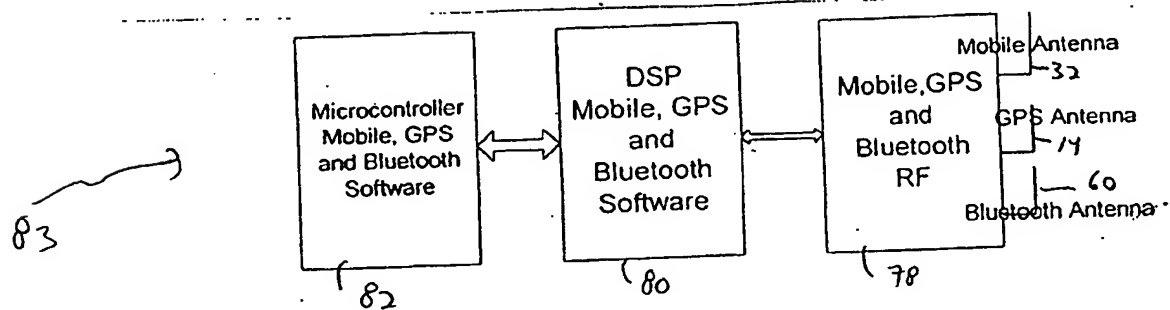 Microcontroller
Mobile, GPS
and Bluetooth
Software
DSP
Mobile, GPS
and
Bluetooth
Software
Mobile,GPS
and
Bluetooth
RF
Mobile Antenna
32
GPS Antenna
14
60
Bluetooth Antenna
83
82
80
78